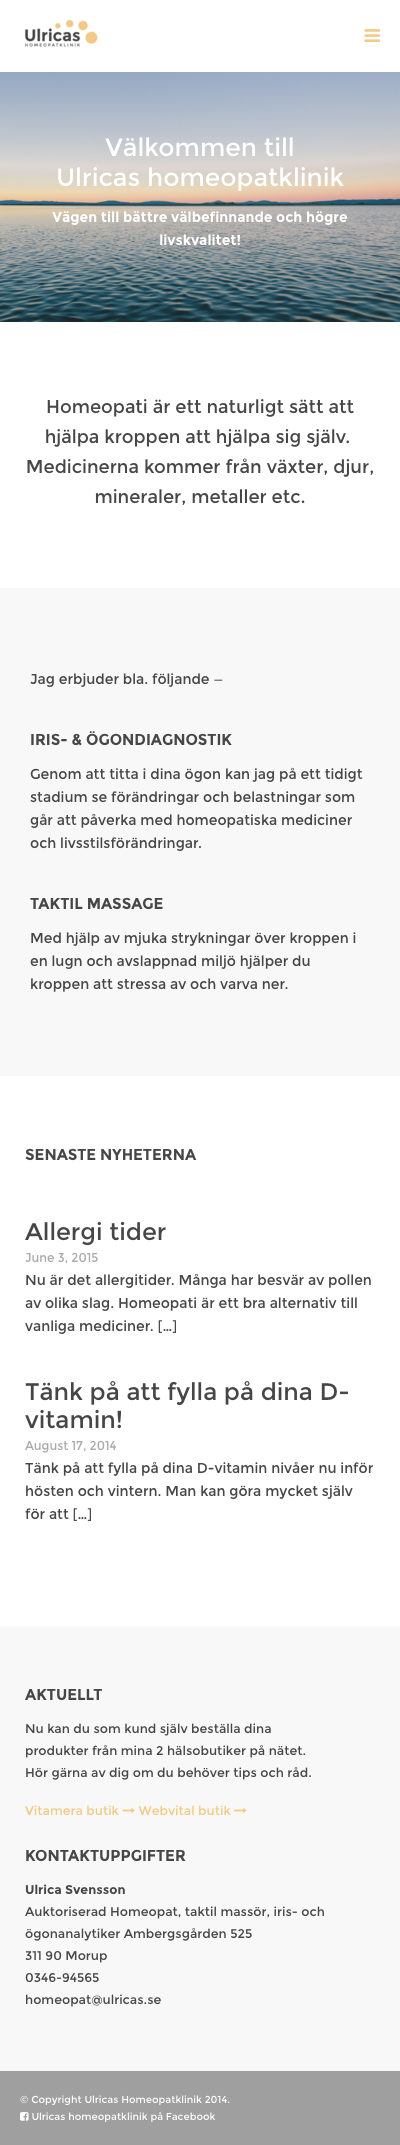 Ulricas
HOMEOPATKLINIK
Välkommen till
Ulricas homeopatklinik
Vägen till bättre välbefinnande och högre
livskvalitet!
Homeopati är ett naturligt sätt att
hjälpa kroppen att hjälpa sig själv.
Medicinerna kommer från växter, djur,
mineraler, metaller etc.
Jag erbjuder bla. följande –
IRIS- & ÖGONDIAGNOSTIK
Genom att titta i dina ögon kan jag på ett tidigt
stadium se förändringar och belastningar som
går att påverka med homeopatiska mediciner
och livsstilsförändringar.
TAKTIL MASSAGE
Med hjälp av mjuka strykningar över kroppen i
en lugn och avslappnad miljö hjälper du
kroppen att stressa av och varva ner.
SENASTE NYHETERNA
Allergi tider
June 3, 2015
Nu är det allergitider. Många har besvär av pollen
av olika slag. Homeopati är ett bra alternativ till
vanliga mediciner. [...]
Tänk på att fylla på dina D-
vitamin!
August 17, 2014
Tänk på att fylla på dina D-vitamin nivåer nu inför
hösten och vintern. Man kan göra mycket själv
för att [...]
AKTUELLT
Nu kan du som kund själv beställa dina
produkter från mina 2 hälsobutiker på nätet.
Hör gärna av dig om du behöver tips och råd.
Vitamera butik → Webvital butik →
KONTAKTUPPGIFTER
Ulrica Svensson
Auktoriserad Homeopat, taktil massör, iris- och
ögonanalytiker Ambergsgården 525
311 90 Morup
0346-94565
homeopat@ulricas.se
© Copyright Ulricas Homeopatklinik 2014.
Ulricas homeopatklinik på Facebook